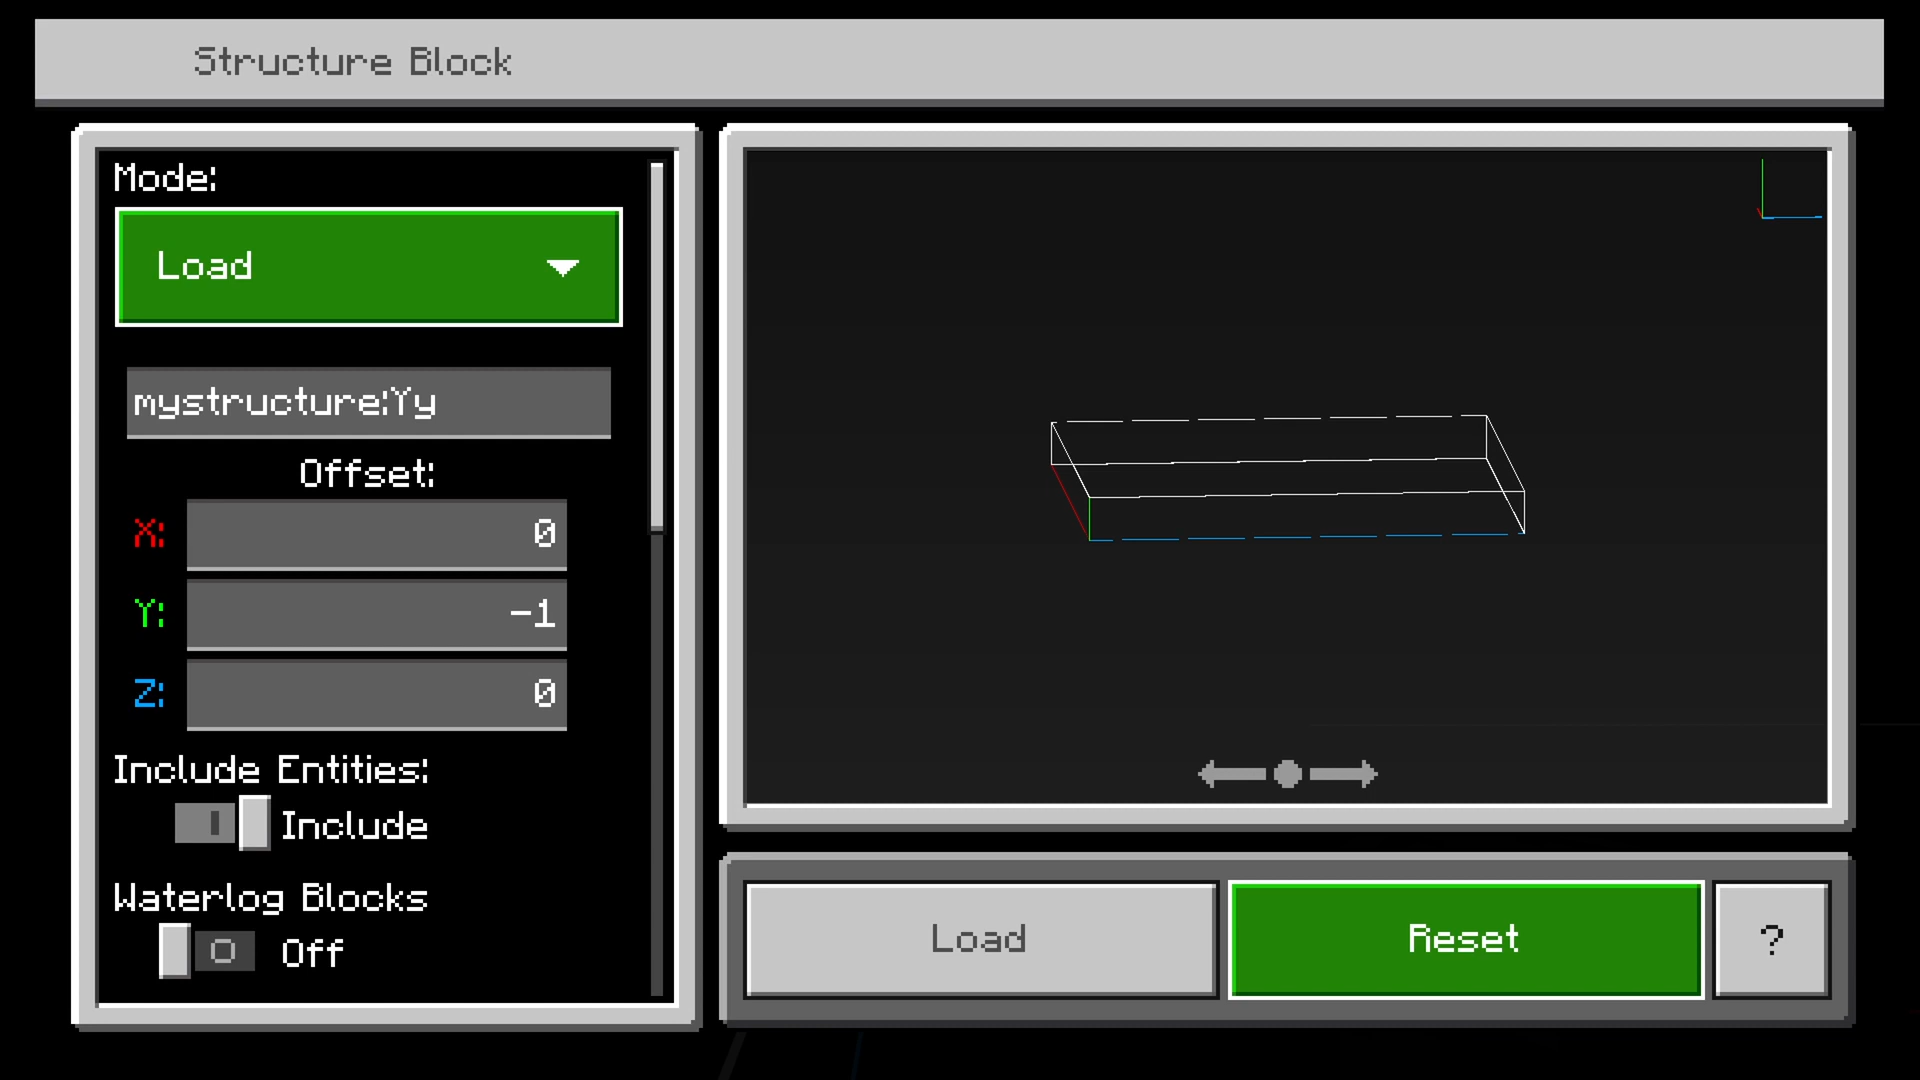 Structure Block
Mode:
Load
mystructure:Yy
Offset:
X: 0
Y: -1
Z: 0
Include Entities:
Include
Waterlog Blocks
Off
Load
Reset
?